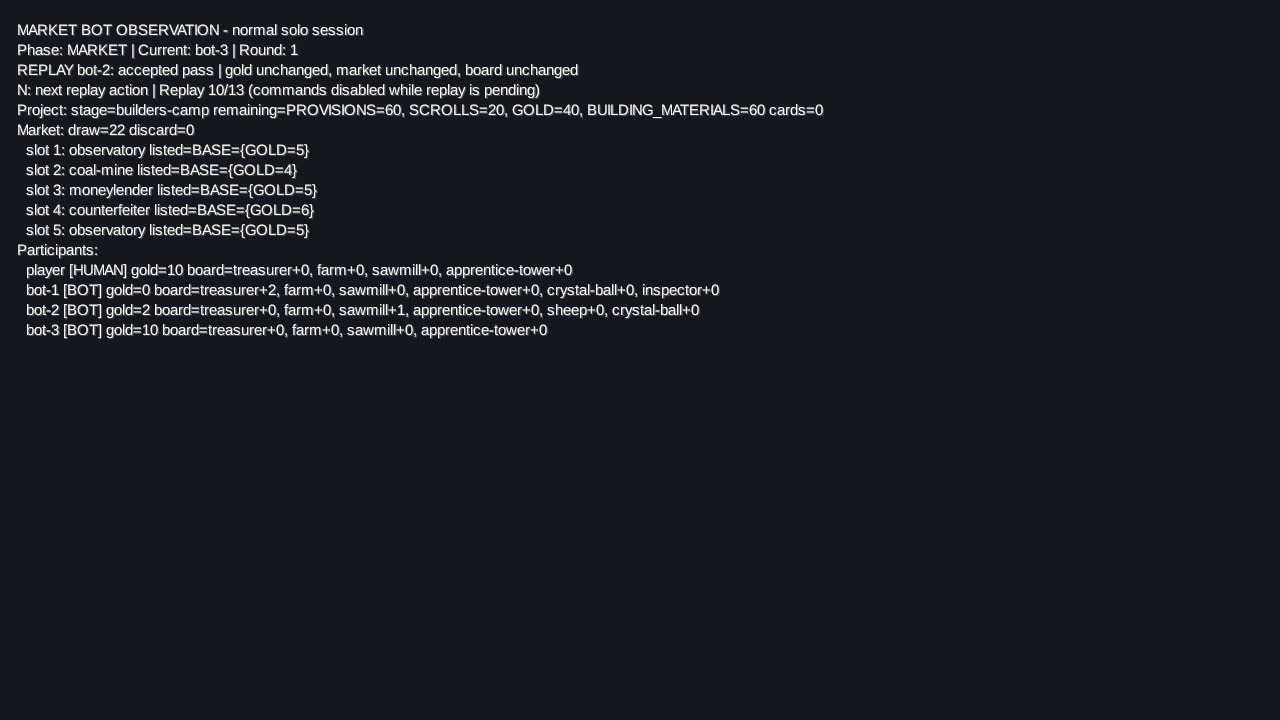 MARKET BOT OBSERVATION - normal solo session
Phase: MARKET | Current: bot-3 | Round: 1
REPLAY bot-2: accepted pass | gold unchanged, market unchanged, board unchanged
N: next replay action | Replay 10/13 (commands disabled while replay is pending)
Project: stage=builders-camp remaining=PROVISIONS=60, SCROLLS=20, GOLD=40, BUILDING_MATERIALS=60 cards=0
Market: draw=22 discard=0
slot 1: observatory listed=BASE={GOLD=5}
slot 2: coal-mine listed=BASE={GOLD=4}
slot 3: moneylender listed=BASE={GOLD=5}
slot 4: counterfeiter listed=BASE={GOLD=6}
slot 5: observatory listed=BASE={GOLD=5}
Participants:
player [HUMAN] gold=10 board=treasurer+0, farm+0, sawmill+0, apprentice-tower+0
bot-1 [BOT] gold=0 board=treasurer+2, farm+0, sawmill+0, apprentice-tower+0, crystal-ball+0, inspector+0
bot-2 [BOT] gold=2 board=treasurer+0, farm+0, sawmill+1, apprentice-tower+0, sheep+0, crystal-ball+0
bot-3 [BOT] gold=10 board=treasurer+0, farm+0, sawmill+0, apprentice-tower+0